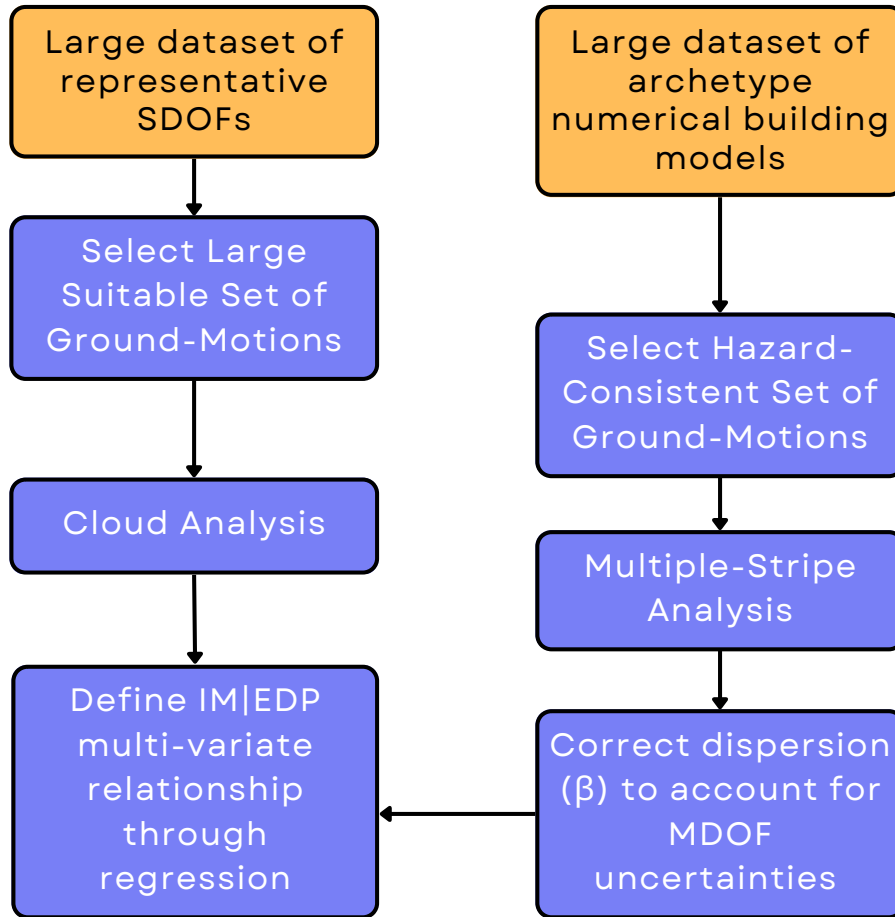 Large dataset of
representative
SDOFs
Select Large
Suitable Set of
Ground-Motions
Cloud Analysis
Define IM|EDP
multi-variate
relationship
through
regression
Large dataset of
archetype
numerical building
models
Select Hazard-
Consistent Set of
Ground-Motions
Multiple-Stripe
Analysis
Correct dispersion
(β) to account for
MDOF
uncertainties